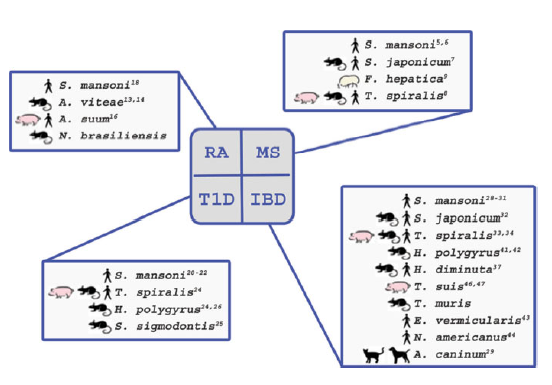 S. mansoni5,6
S. japonicum7
F. hepatica9
T. spiralis8
S. mansoni18
A. viteae13,14
A. suum16
N. brasiliensis
RA MS
T1D IBD
S. mansoni28-31
S. japonicum32
T. spiralis33,34
H. polygyrus41,42
H. diminuta37
T. suis46,47
T. muris
E. vermicularis43
N. americanus44
A. caninum29
S. mansoni20-22
T. spiralis24
H. polygyrus24,26
S. sigmodontis25